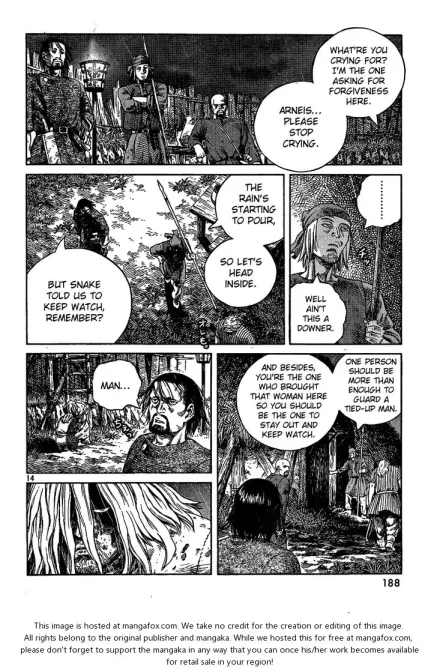 WHAT'RE YOU
CRYING FOR?
I'M THE ONE
ASKING FOR
FORGIVENESS
HERE.
ARNEIS...
PLEASE
STOP
CRYING.
THE
RAIN'S
STARTING
TO POUR,
SO LET'S
HEAD
INSIDE.
BUT SNAKE
TOLD US TO
KEEP WATCH,
REMEMBER?
.........
WELL
AIN'T
THIS A
DOWNER.
MAN...
ONE PERSON
SHOULD BE
MORE THAN
ENOUGH TO
GUARD A
TIED-UP MAN.
AND BESIDES,
YOU'RE THE ONE
WHO BROUGHT
THAT WOMAN HERE
SO YOU SHOULD
BE THE ONE TO
STAY OUT AND
KEEP WATCH.
14
188
This image is hosted at mangafox.com. We take no credit for the creation or editing of this image.
All rights belong to the original publisher and mangaka. While we hosted this for free at mangafox.com,
please don't forget to support the mangaka in any way that you can once his/her work becomes available
for retail sale in your region!